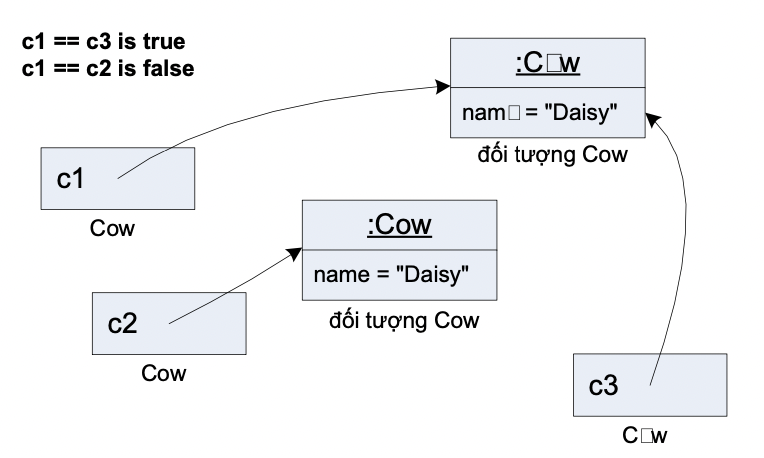 c1 == c3 is true
c1 == c2 is false
:C□w
nam□ = "Daisy"
đối tượng Cow
c1
Cow
:Cow
name = "Daisy"
đối tượng Cow
c2
Cow
c3
C□w